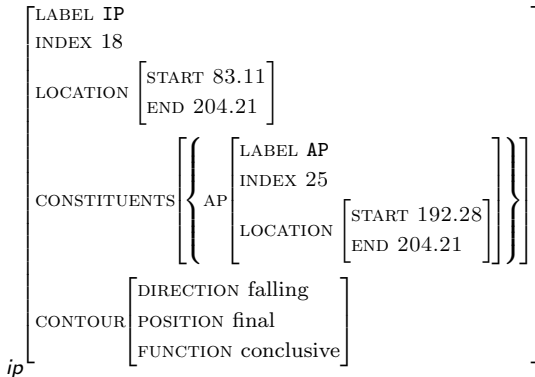 LABEL IP
INDEX 18
LOCATION START 83.11
END 204.21
LABEL AP
INDEX 25
CONSTITUENTS { AP LOCATION START 192.28
END 204.21 }
DIRECTION falling
CONTOUR POSITION final
FUNCTION conclusive
ip